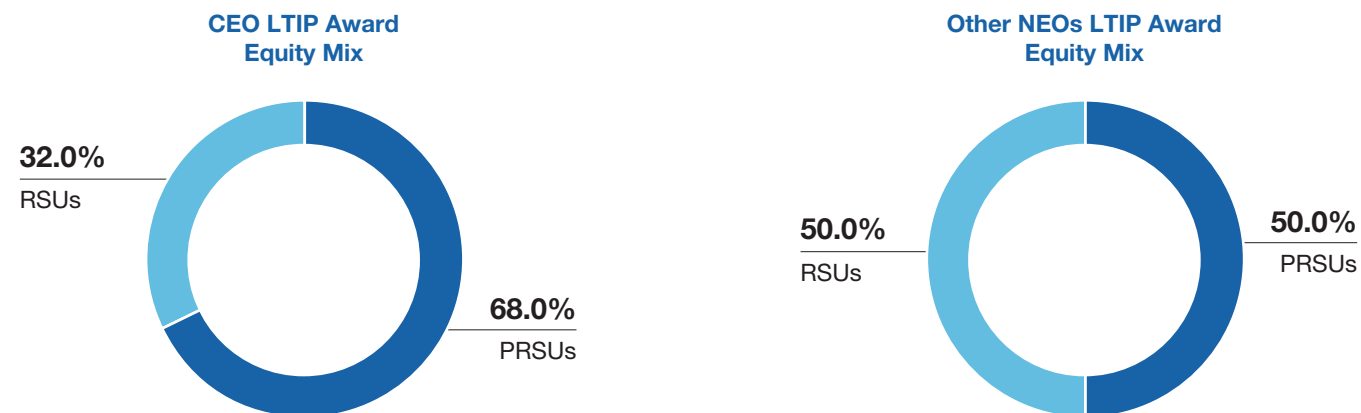 CEO LTIP Award
Equity Mix
32.0%
RSUs
68.0%
PRSUs
Other NEOs LTIP Award
Equity Mix
50.0%
RSUs
50.0%
PRSUs